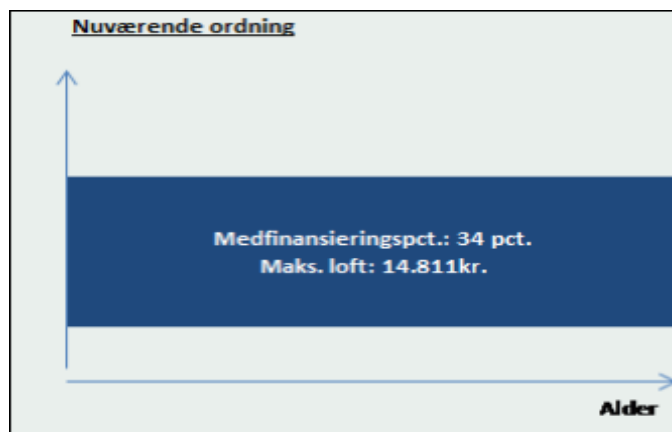 Nuværende ordning
Medfinansieringspct.: 34 pct.
Maks. loft: 14.811kr.
Alder